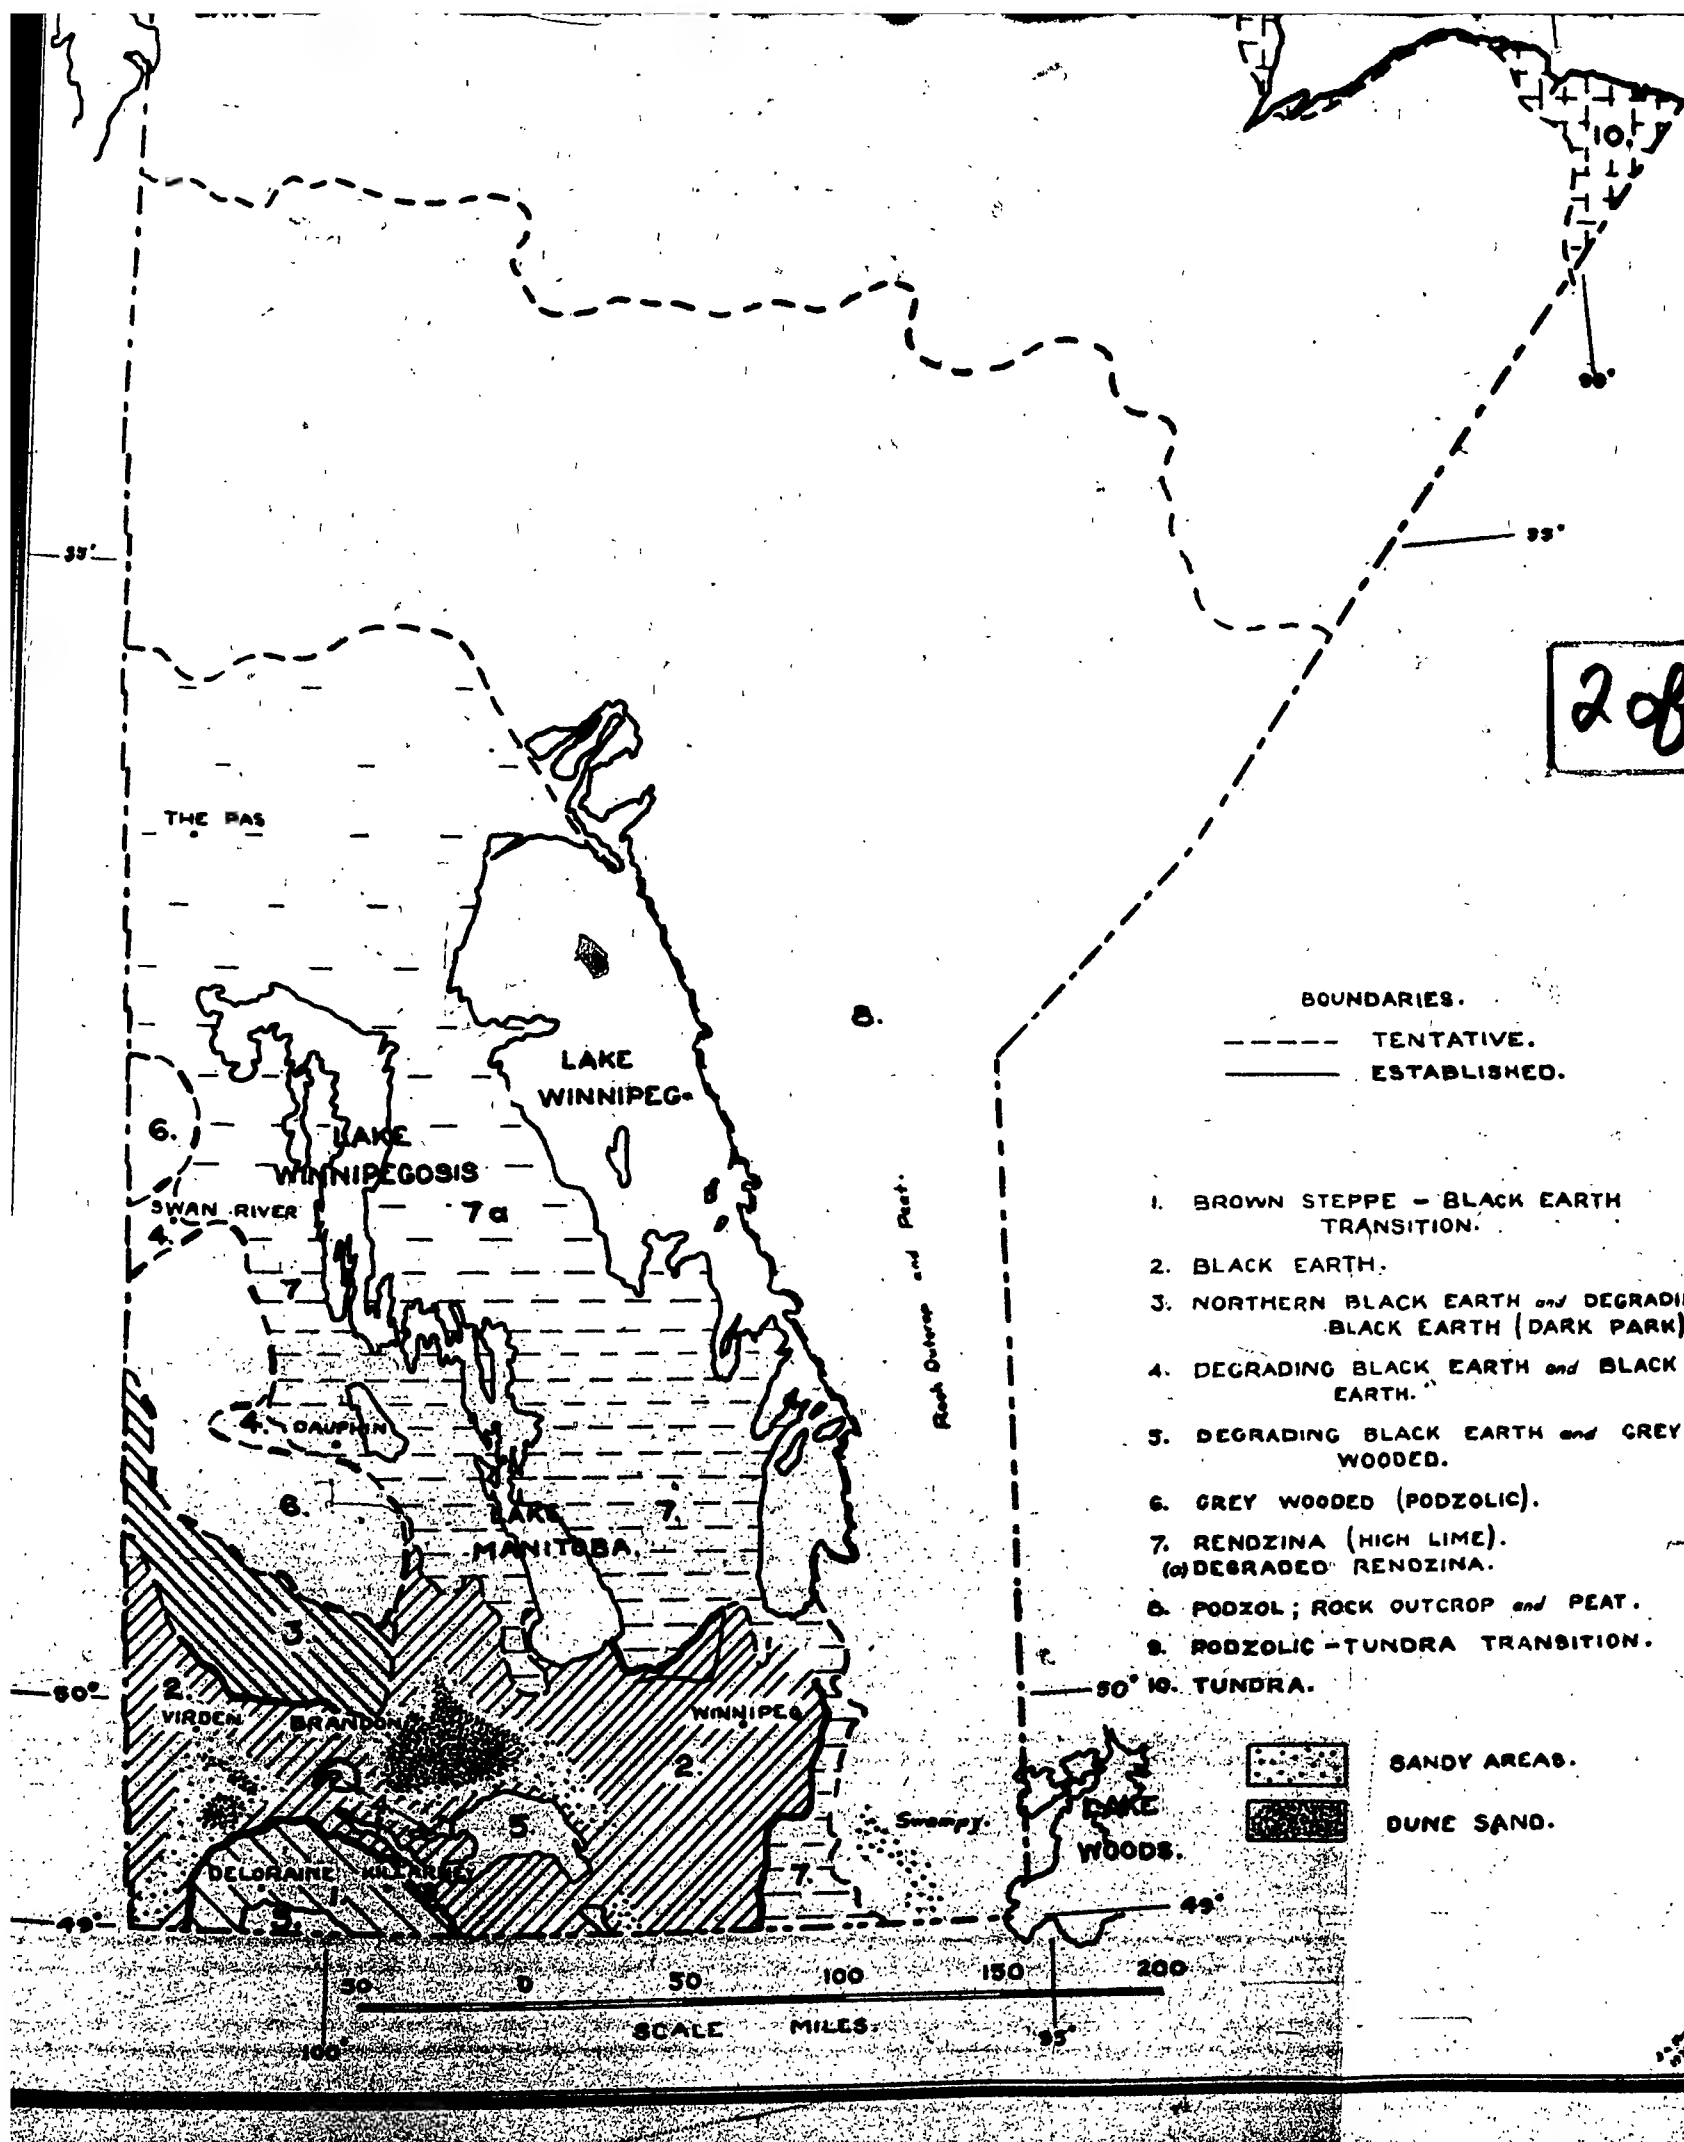 10.
90°
55°
55°
2 of
THE PAS
BOUNDARIES.
TENTATIVE.
ESTABLISHED.
8.
LAKE
WINNIPEG.
6.
LAKE
WINNIPEGOSIS
SWAN RIVER
7a
4.
7
Rock Outcrop and Peat.
1. BROWN STEPPE – BLACK EARTH
TRANSITION.
2. BLACK EARTH.
3. NORTHERN BLACK EARTH and DEGRADI
BLACK EARTH (DARK PARK)
4. DEGRADING BLACK EARTH and BLACK
EARTH.
5. DEGRADING BLACK EARTH and GREY
WOODED.
6. GREY WOODED (PODZOLIC).
7. RENDZINA (HIGH LIME).
(a) DEGRADED RENDZINA.
8. PODZOL; ROCK OUTCROP and PEAT.
9. PODZOLIC – TUNDRA TRANSITION.
10. TUNDRA.
4. DAUPHIN
6.
7.
LAKE
MANITOBA.
3
50°
50°
2.
VIRDEN
BRANDON
WINNIPEG
7
2
SANDY AREAS.
DUNE SAND.
4
5
Swampy.
LAKE
WOODS.
DELORAINE
KILLARNEY
1.
7.
5.
49°
49°
50 0 50 100 150 200
SCALE MILES.
100°
95°